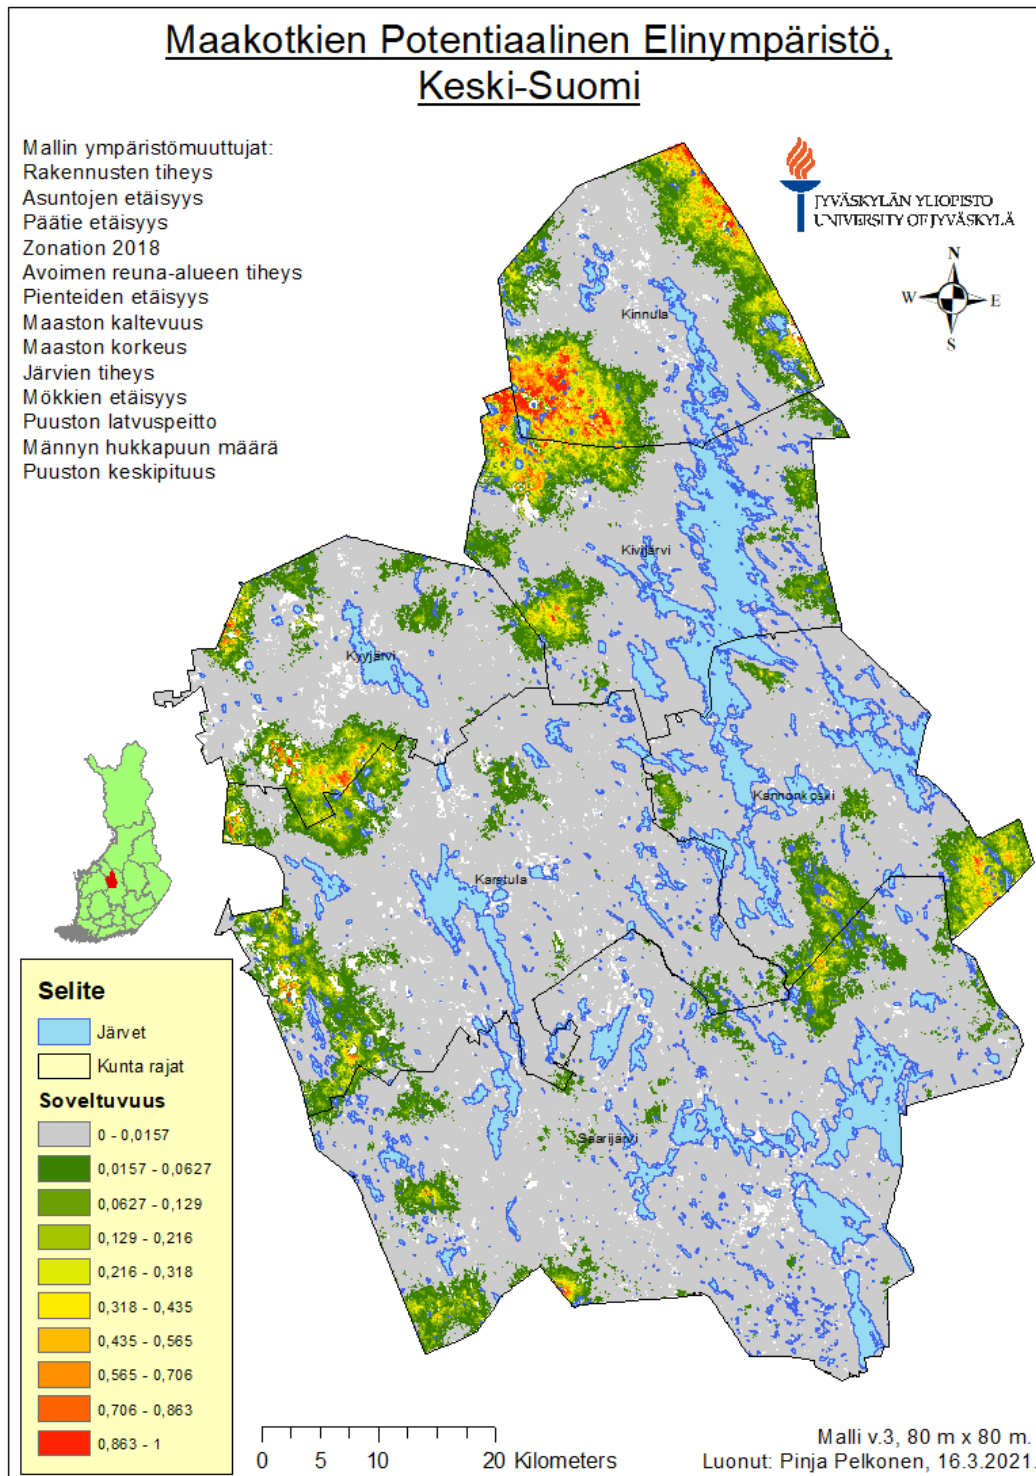 Maakotkien Potentiaalinen Elinympäristö,
Keski-Suomi
Mallin ympäristömuuttujat:
Rakennusten tiheys
Asuntojen etäisyys
Päätie etäisyys
Zonation 2018
Avoimen reuna-alueen tiheys
Pienteiden etäisyys
Maaston kaltevuus
Maaston korkeus
Järvien tiheys
Mökkien etäisyys
Puuston latvuspeitto
Männyn hukkapuun määrä
Puuston keskipituus
JYVÄSKYLÄN YLIOPISTO
UNIVERSITY OF JYVÄSKYLÄ
N
W
E
S
Kinnula
Kivijärvi
Kyyjärvi
Kannonkoski
Karstula
Saarijärvi
Selite
Järvet
Kunta rajat
Soveltuvuus
0 - 0,0157
0,0157 - 0,0627
0,0627 - 0,129
0,129 - 0,216
0,216 - 0,318
0,318 - 0,435
0,435 - 0,565
0,565 - 0,706
0,706 - 0,863
0,863 - 1
0 5 10 20 Kilometers
Malli v.3, 80 m x 80 m.
Luonut: Pinja Pelkonen, 16.3.2021.